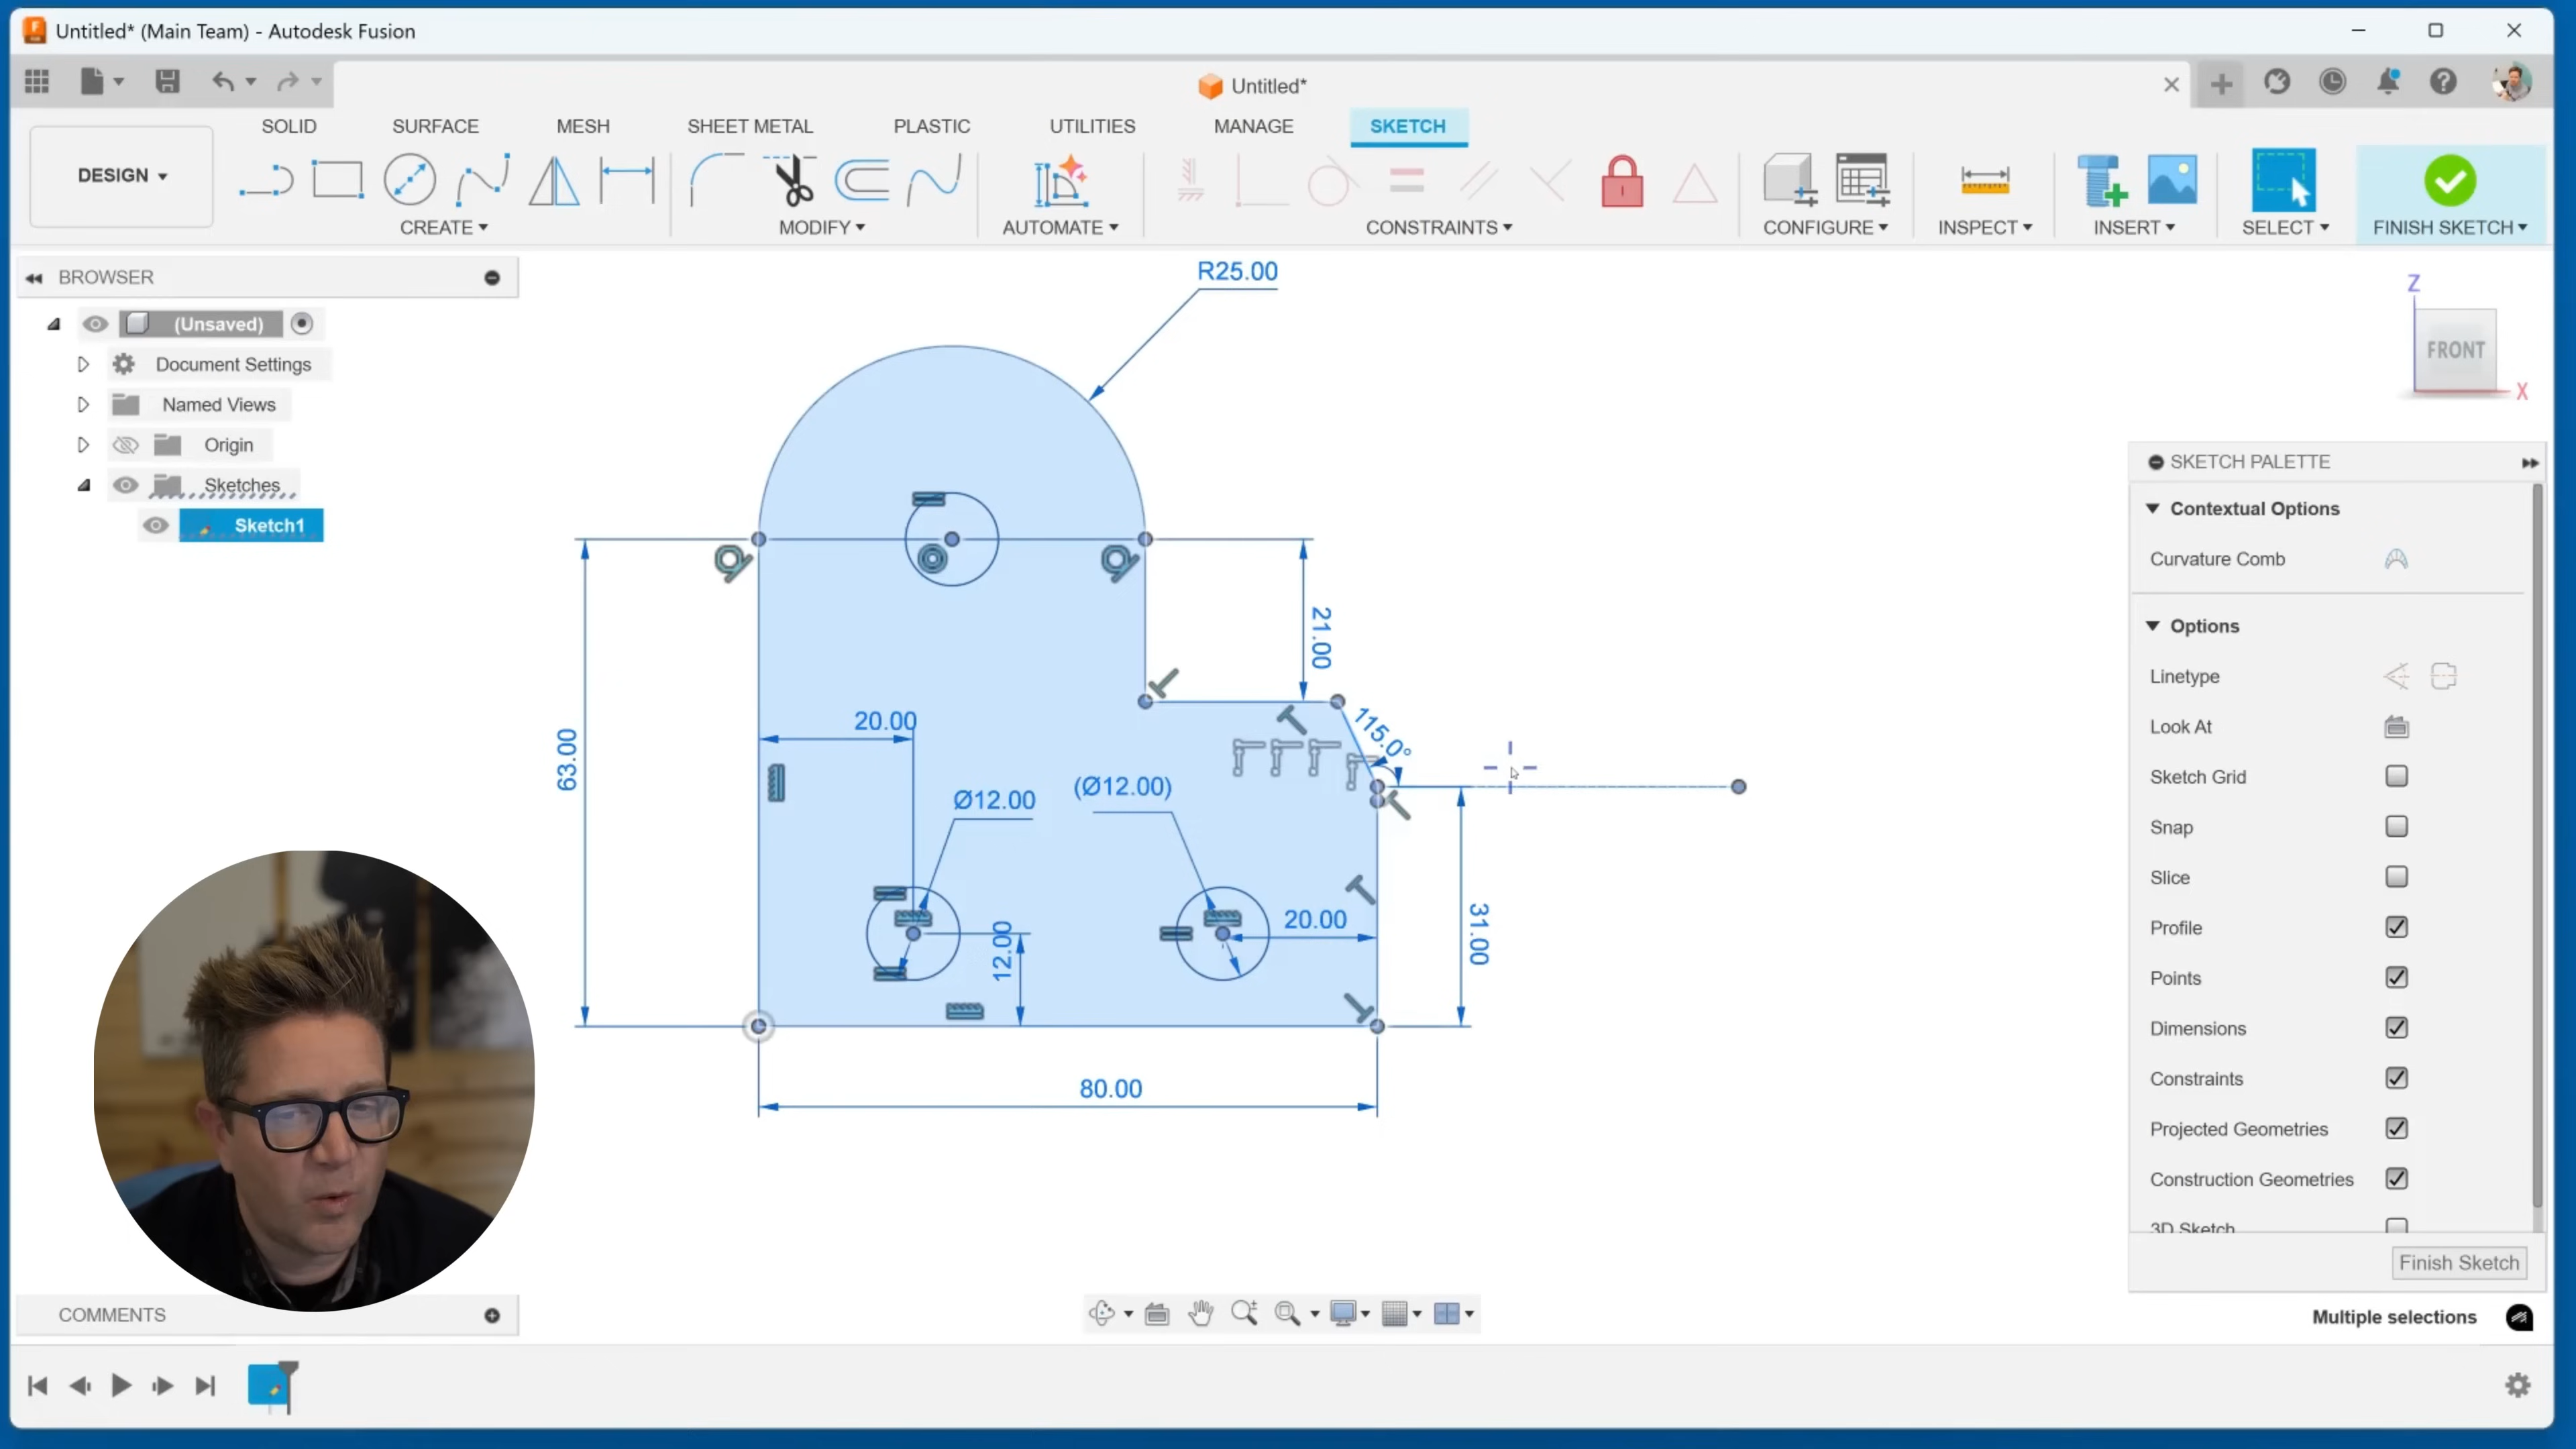 Untitled* (Main Team) - Autodesk Fusion
Untitled*
SOLID SURFACE MESH SHEET METAL PLASTIC UTILITIES MANAGE SKETCH
DESIGN
CREATE MODIFY AUTOMATE CONSTRAINTS CONFIGURE INSPECT INSERT SELECT FINISH SKETCH
BROWSER
(Unsaved)
Document Settings
Named Views
Origin
Sketches
Sketch1
R25.00
21.00
115.0°
63.00
20.00
Ø12.00
(Ø12.00)
12.00
20.00
31.00
80.00
Z
FRONT
X
SKETCH PALETTE
Contextual Options
Curvature Comb
Options
Linetype
Look At
Sketch Grid
Snap
Slice
Profile
Points
Dimensions
Constraints
Projected Geometries
Construction Geometries
3D Sketch
Finish Sketch
COMMENTS
Multiple selections